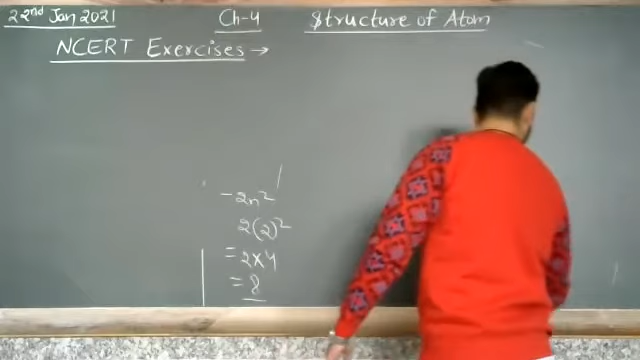 22nd Jan 2021 Ch-4 Structure of Atom
NCERT Exercises →
- 2n²
2(2)²
= 2×4
= 8